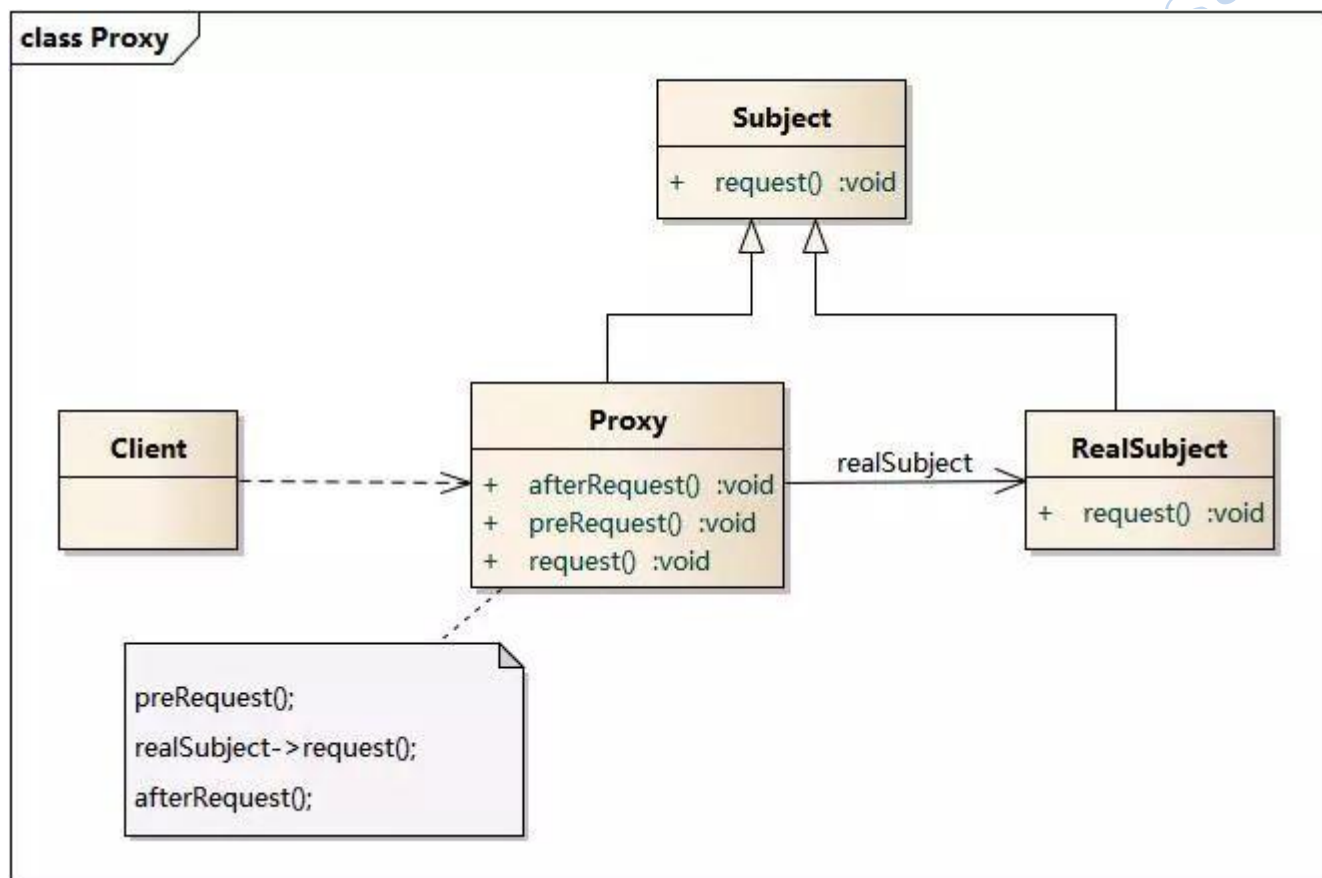 class Proxy
Subject
+ request() :void
Proxy
+ afterRequest() :void
+ preRequest() :void
+ request() :void
Client
realSubject
RealSubject
+ request() :void
preRequest();
realSubject->request();
afterRequest();